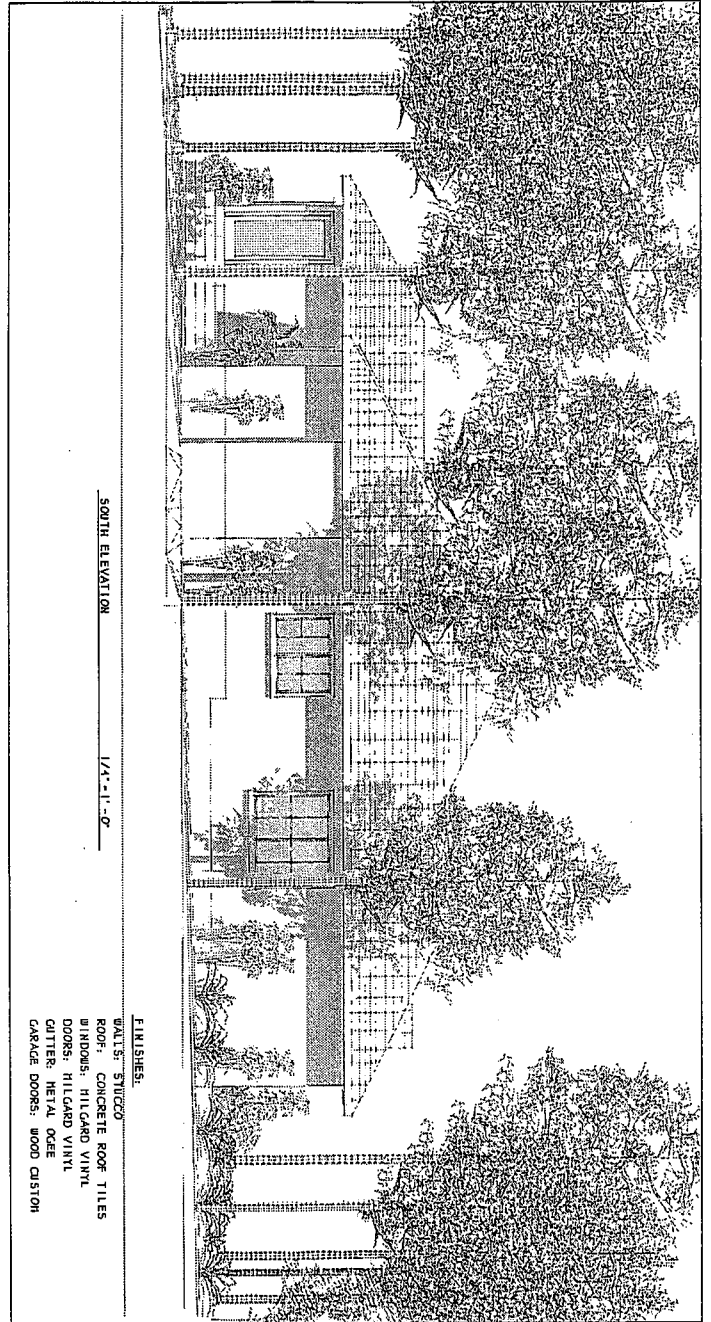 SOUTH ELEVATION 1/4"=1'-0"
FINISHES:
WALLS: STUCCO
ROOF: CONCRETE ROOF TILES
WINDOWS: MILGARD VINYL
DOORS: MILGARD VINYL
GUTTER: METAL OGEE
GARAGE DOORS: WOOD CUSTOM